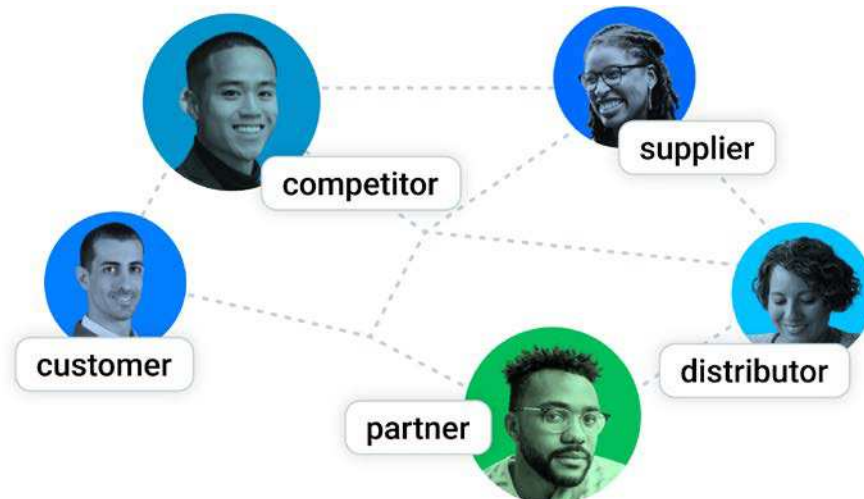 supplier
competitor
customer
distributor
partner